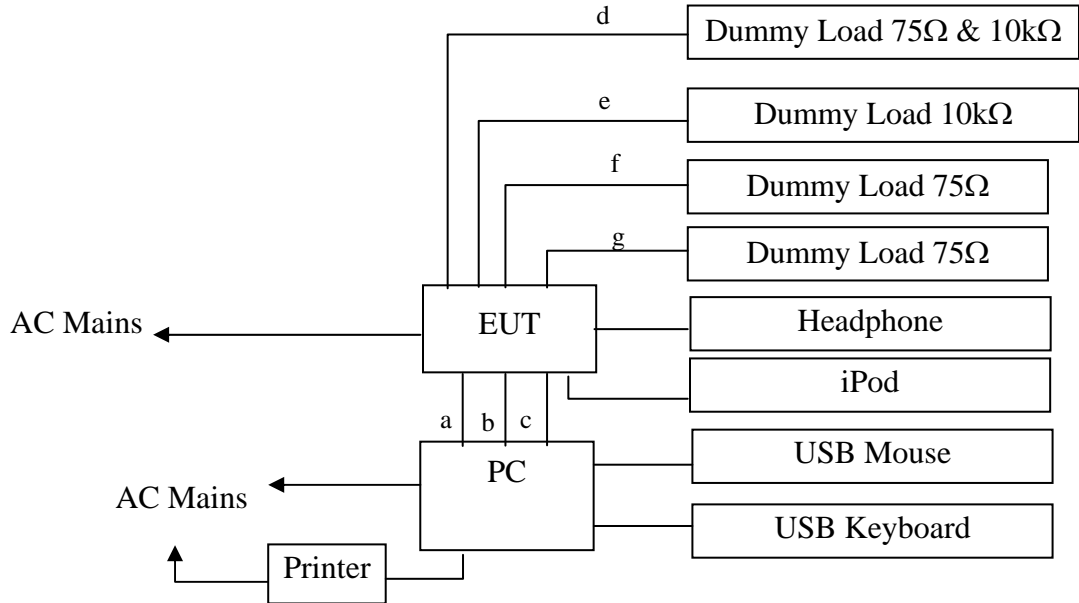 d
Dummy Load 75Ω & 10kΩ
e
Dummy Load 10kΩ
f
Dummy Load 75Ω
g
Dummy Load 75Ω
AC Mains
EUT
Headphone
iPod
a
b
c
PC
USB Mouse
AC Mains
USB Keyboard
Printer